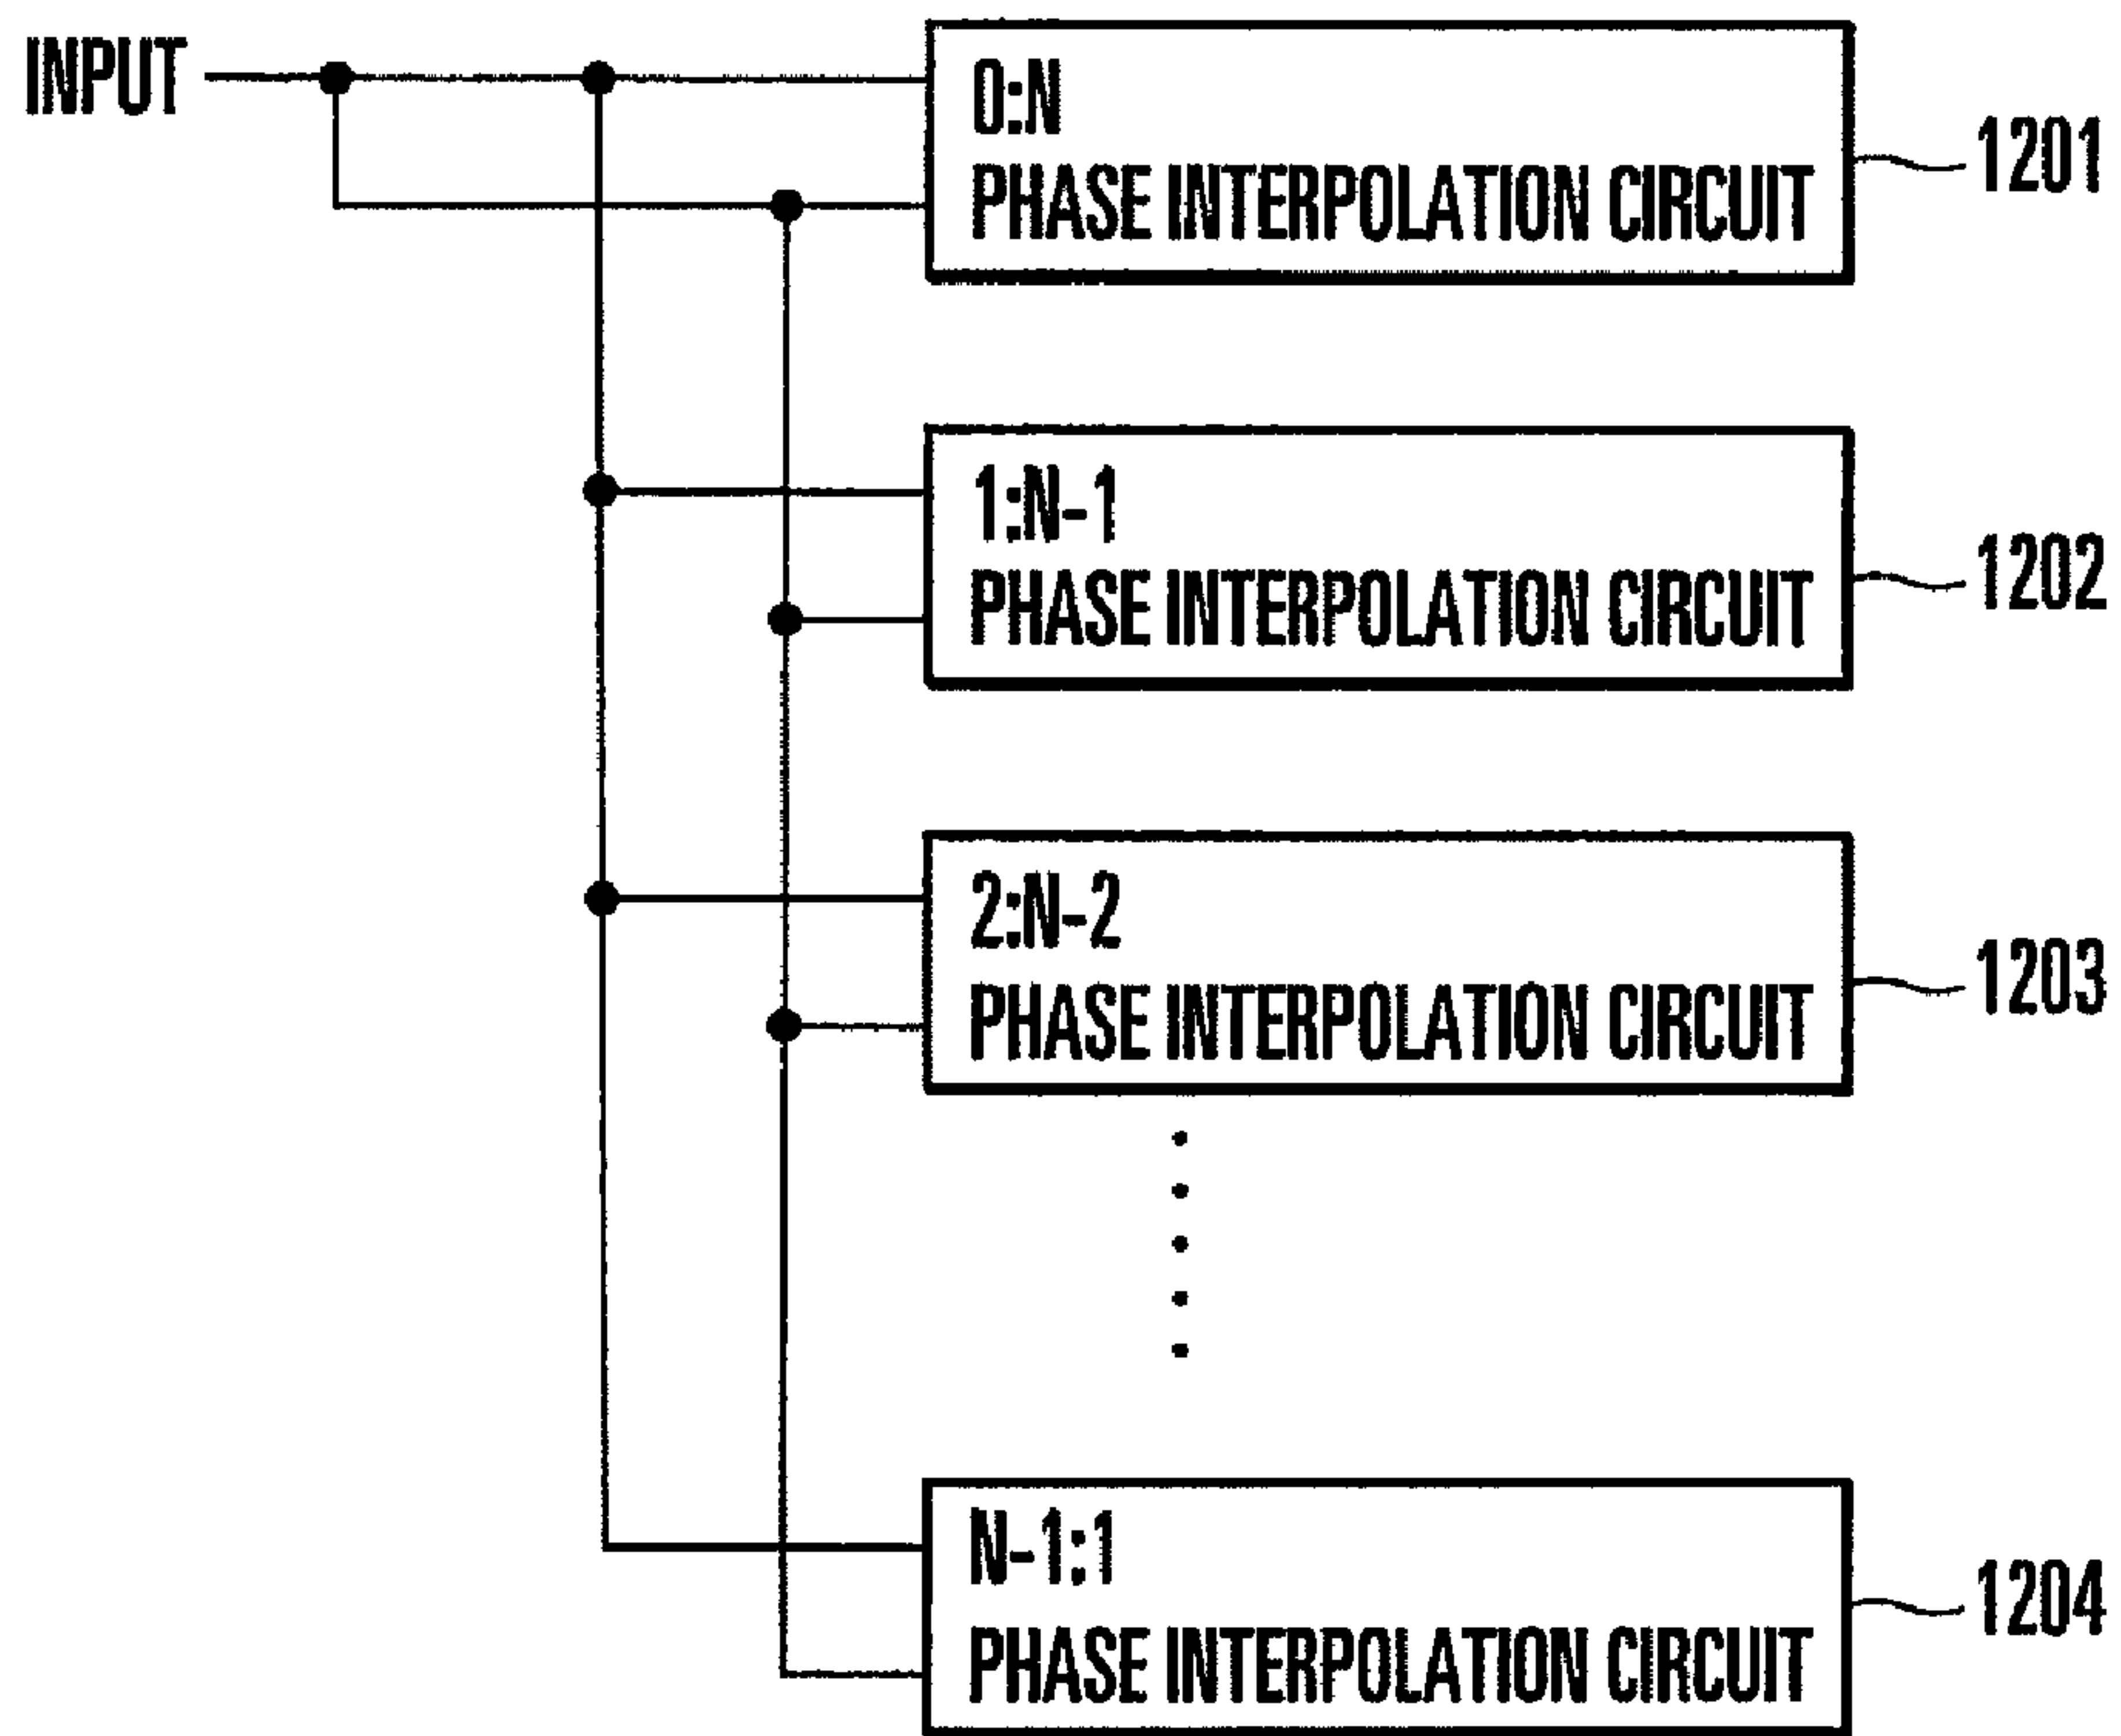 INPUT
0:N
PHASE INTERPOLATION CIRCUIT
1201
1:N-1
PHASE INTERPOLATION CIRCUIT
1202
2:N-2
PHASE INTERPOLATION CIRCUIT
1203
N-1:1
PHASE INTERPOLATION CIRCUIT
1204